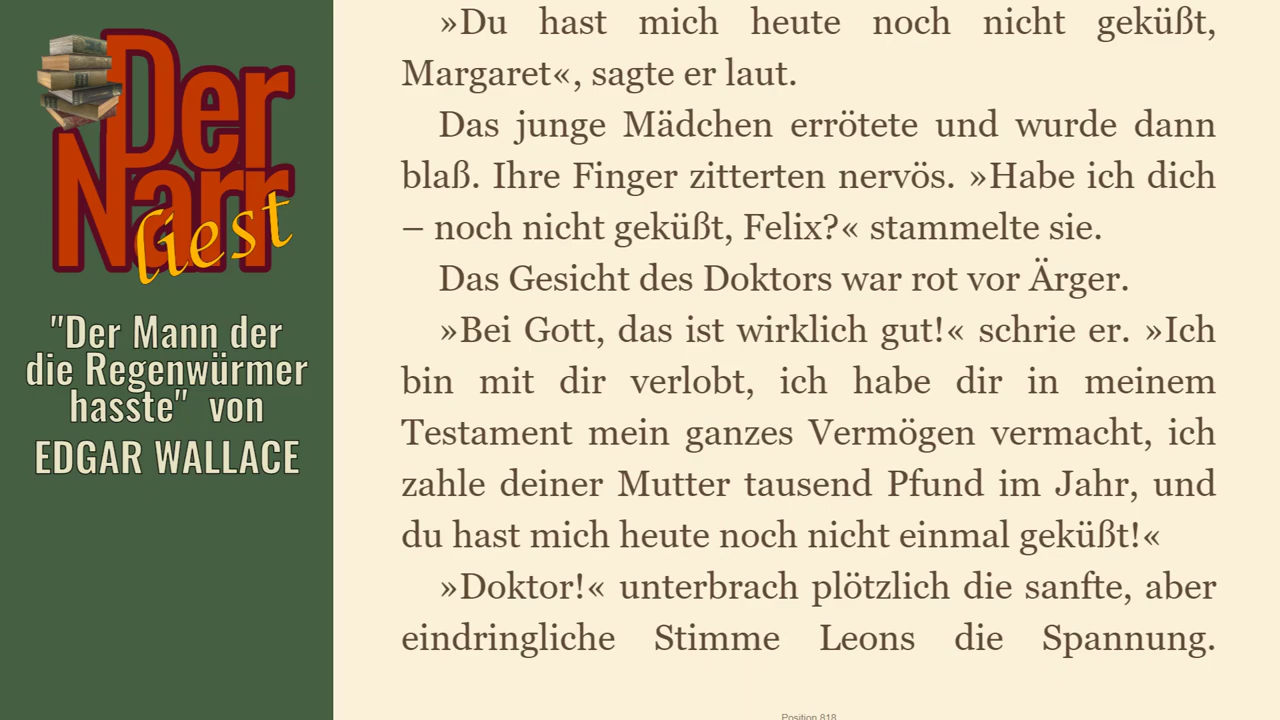 Der
Narr
liest
"Der Mann der
die Regenwürmer
hasste" von
EDGAR WALLACE
»Du hast mich heute noch nicht geküßt,
Margaret«, sagte er laut.
Das junge Mädchen errötete und wurde dann
blaß. Ihre Finger zitterten nervös. »Habe ich dich
– noch nicht geküßt, Felix?« stammelte sie.
Das Gesicht des Doktors war rot vor Ärger.
»Bei Gott, das ist wirklich gut!« schrie er. »Ich
bin mit dir verlobt, ich habe dir in meinem
Testament mein ganzes Vermögen vermacht, ich
zahle deiner Mutter tausend Pfund im Jahr, und
du hast mich heute noch nicht einmal geküßt!«
»Doktor!« unterbrach plötzlich die sanfte, aber
eindringliche Stimme Leons die Spannung.
Position 818